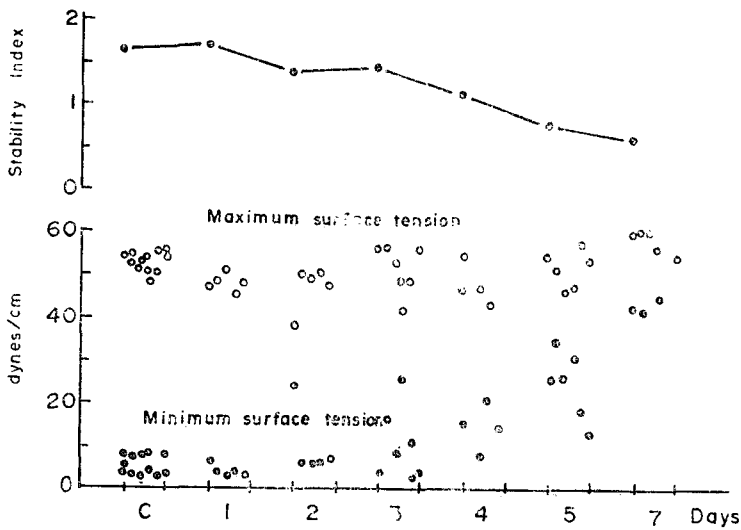 Stability Index
2
1
0
Maximum surface tension
dynes/cm
60
40
20
0
Minimum surface tension
C 1 2 3 4 5 7 Days